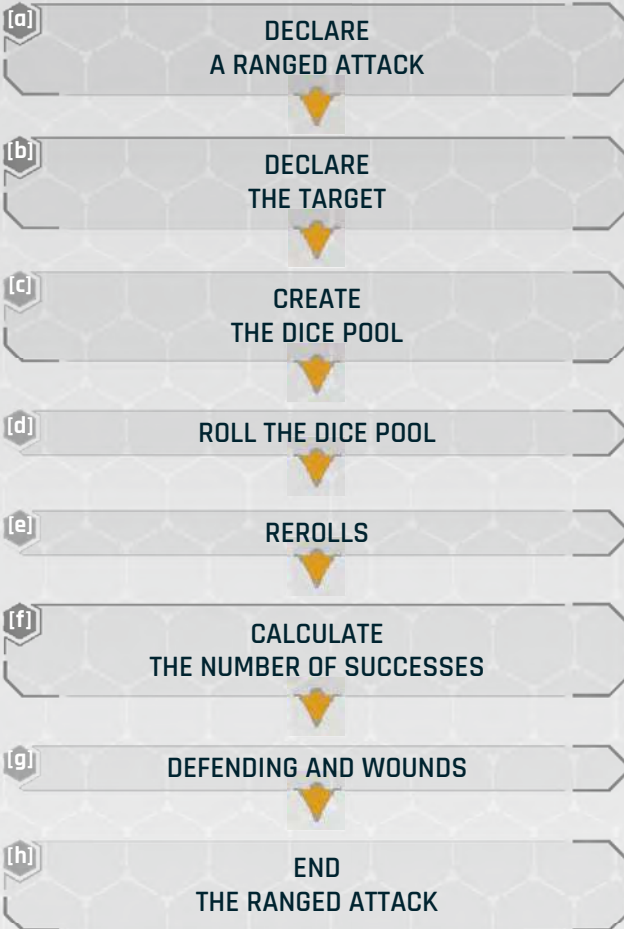 [a]
DECLARE
A RANGED ATTACK
[b]
DECLARE
THE TARGET
[c]
CREATE
THE DICE POOL
[d]
ROLL THE DICE POOL
[e]
REROLLS
[f]
CALCULATE
THE NUMBER OF SUCCESSES
[g]
DEFENDING AND WOUNDS
[h]
END
THE RANGED ATTACK